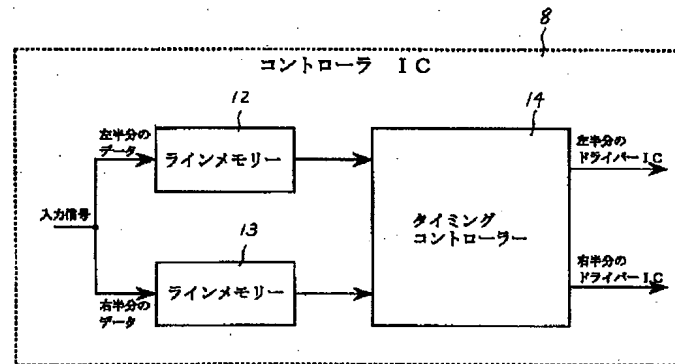 8
コントローラ IC
12
14
左半分の
データ
ラインメモリー
左半分の
ドライバーIC
入力信号
タイミング
コントローラー
13
右半分の
データ
ラインメモリー
右半分の
ドライバーIC